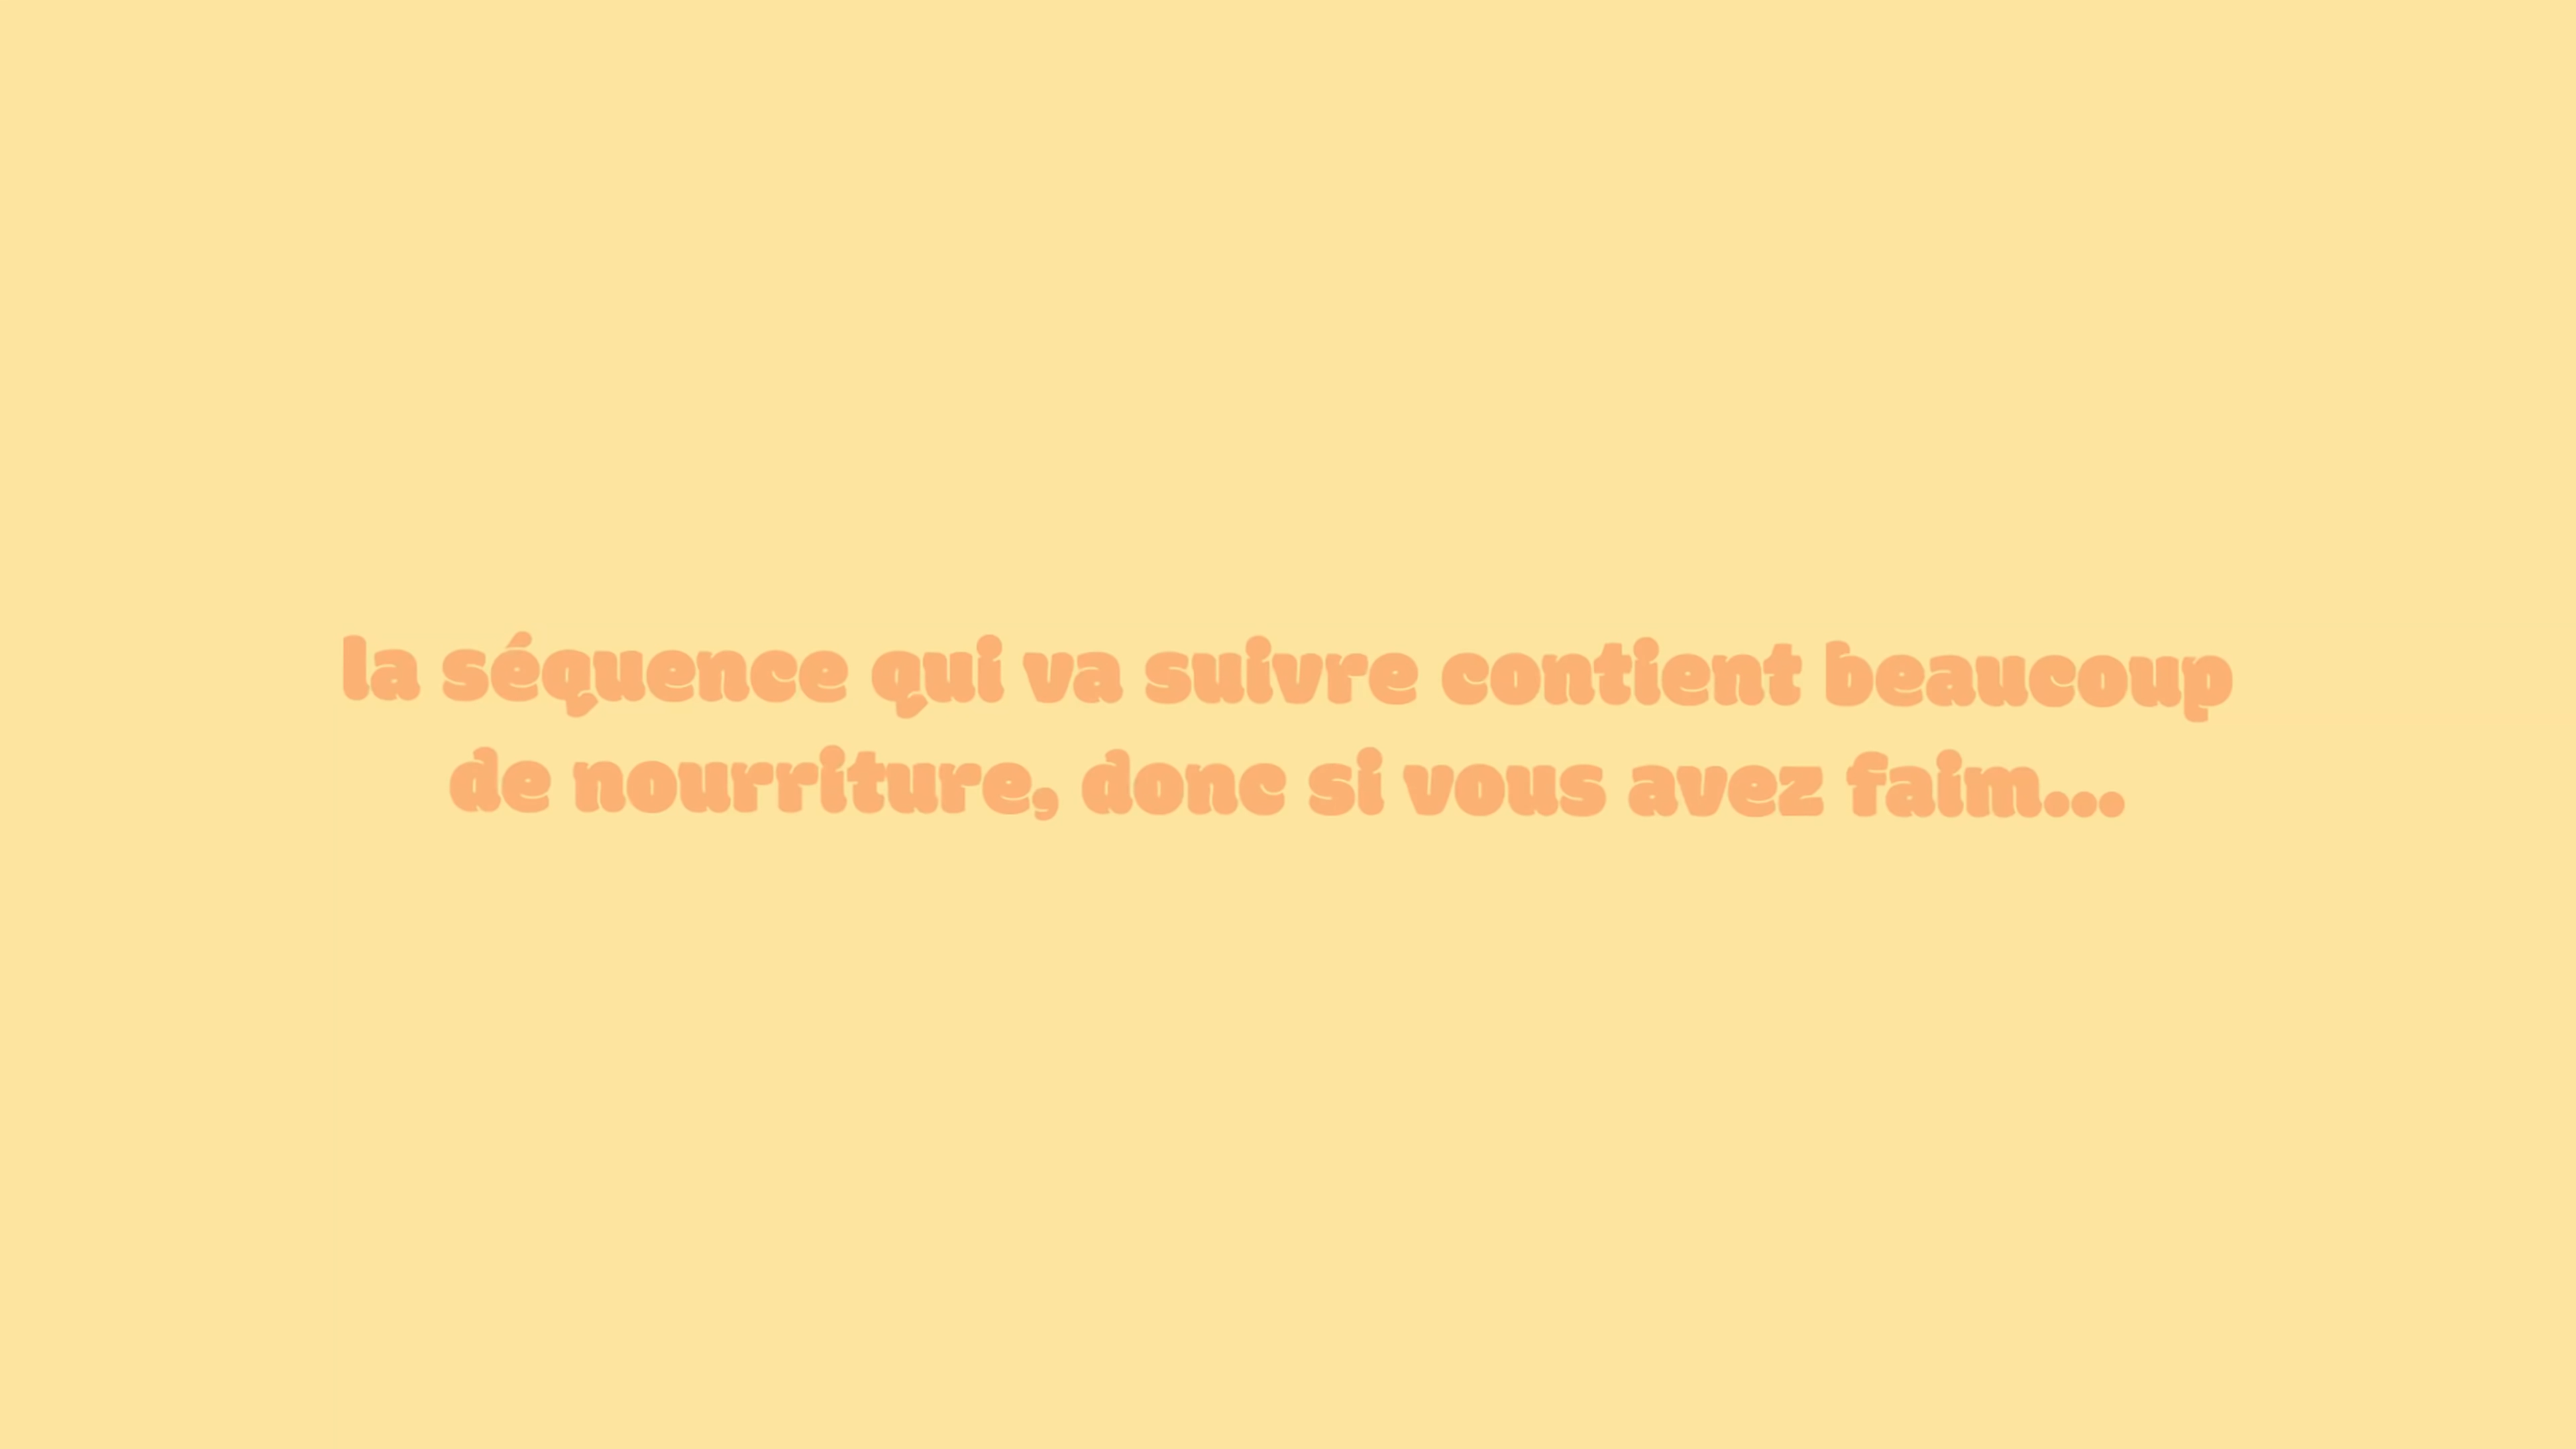 la séquence qui va suivre contient beaucoup
de nourriture, donc si vous avez faim...